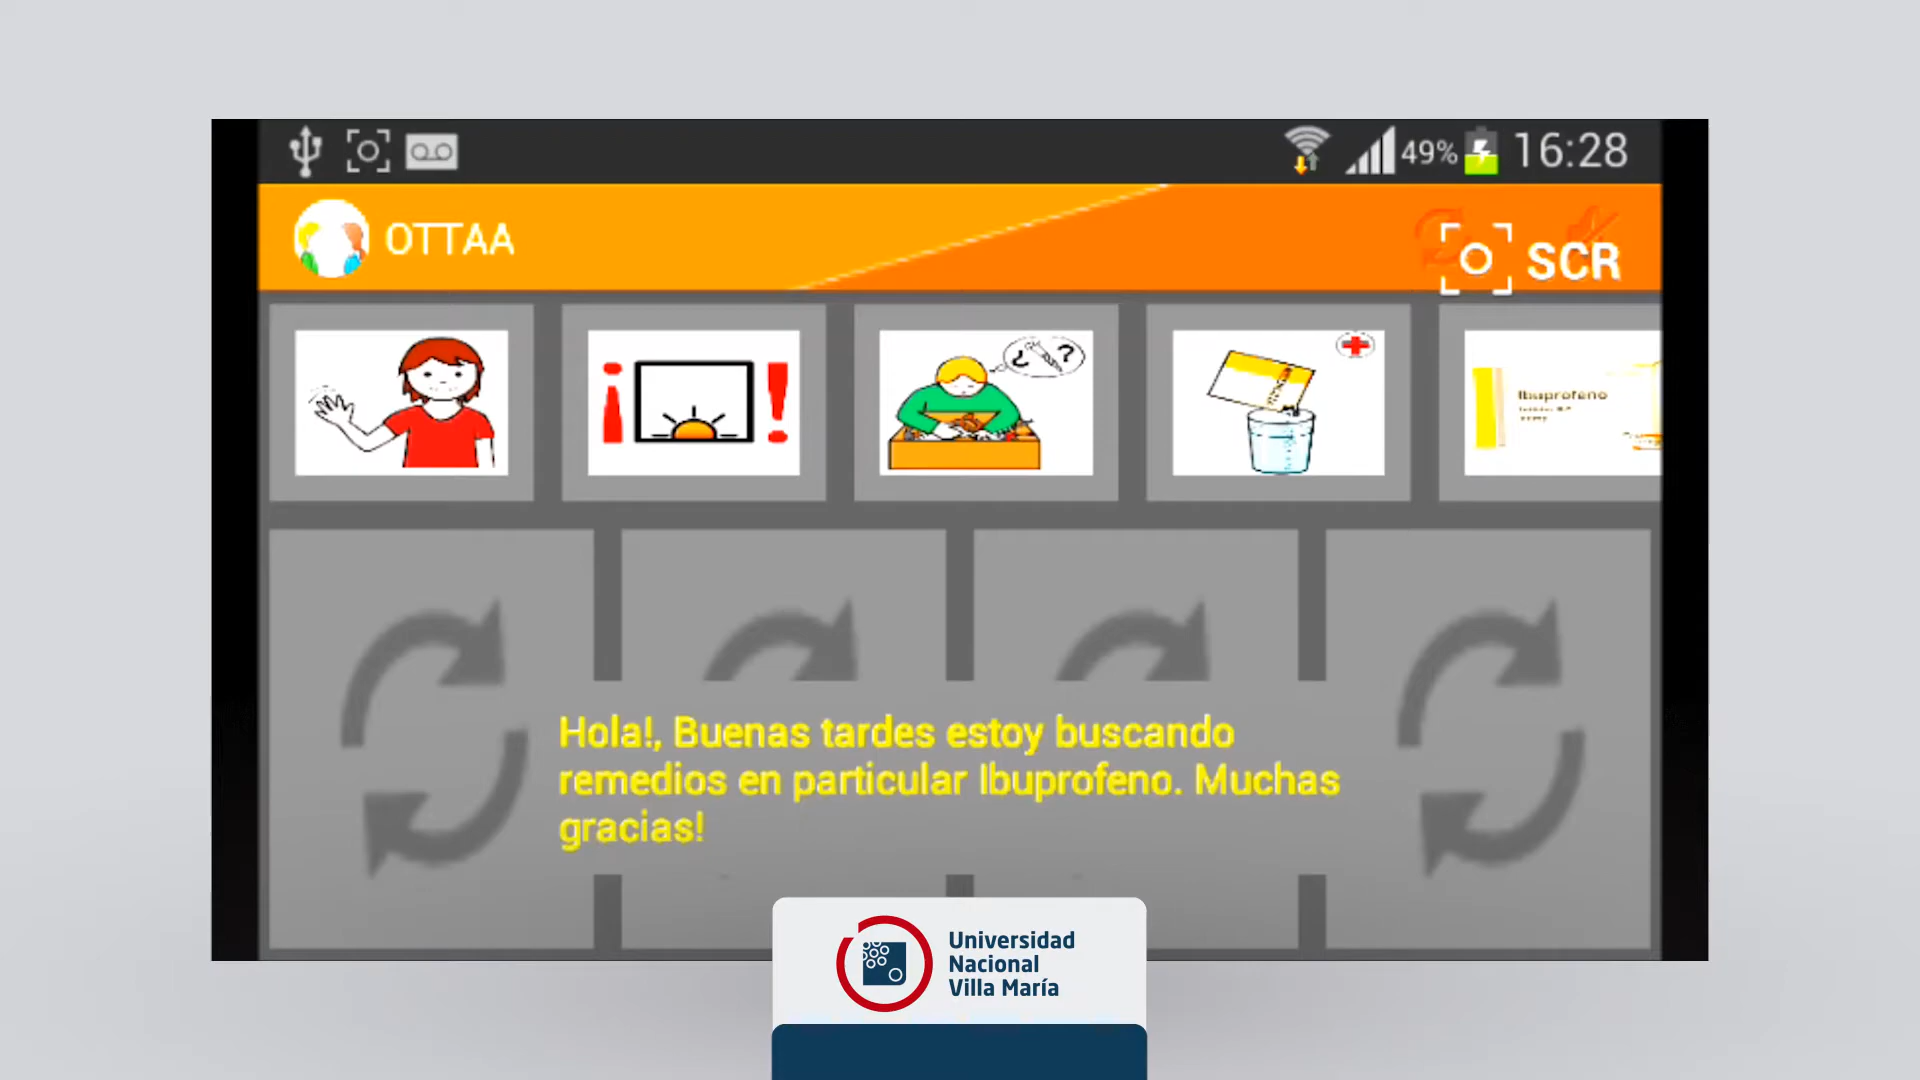 49% 16:28
OTTAA
SCR
¿ ?
¡ !
Ibuprofeno
Hola!, Buenas tardes estoy buscando
remedios en particular Ibuprofeno. Muchas
gracias!
Universidad
Nacional
Villa María